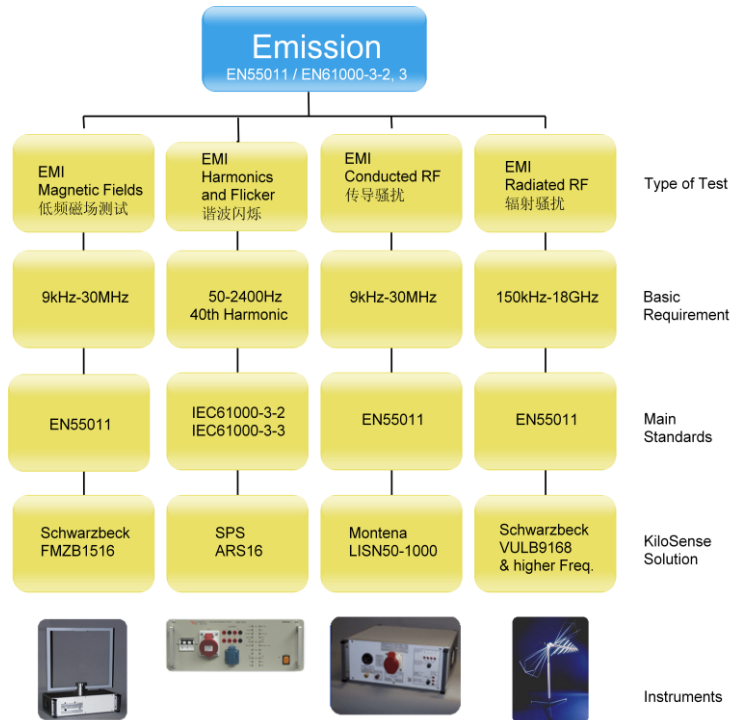 Emission
EN55011 / EN61000-3-2, 3
EMI
Magnetic Fields
低频磁场测试
EMI
Harmonics
and Flicker
谐波闪烁
EMI
Conducted RF
传导骚扰
EMI
Radiated RF
辐射骚扰
Type of Test
9kHz-30MHz
50-2400Hz
40th Harmonic
9kHz-30MHz
150kHz-18GHz
Basic
Requirement
EN55011
IEC61000-3-2
IEC61000-3-3
EN55011
EN55011
Main
Standards
Schwarzbeck
FMZB1516
SPS
ARS16
Montena
LISN50-1000
Schwarzbeck
VULB9168
& higher Freq.
KiloSense
Solution
Instruments